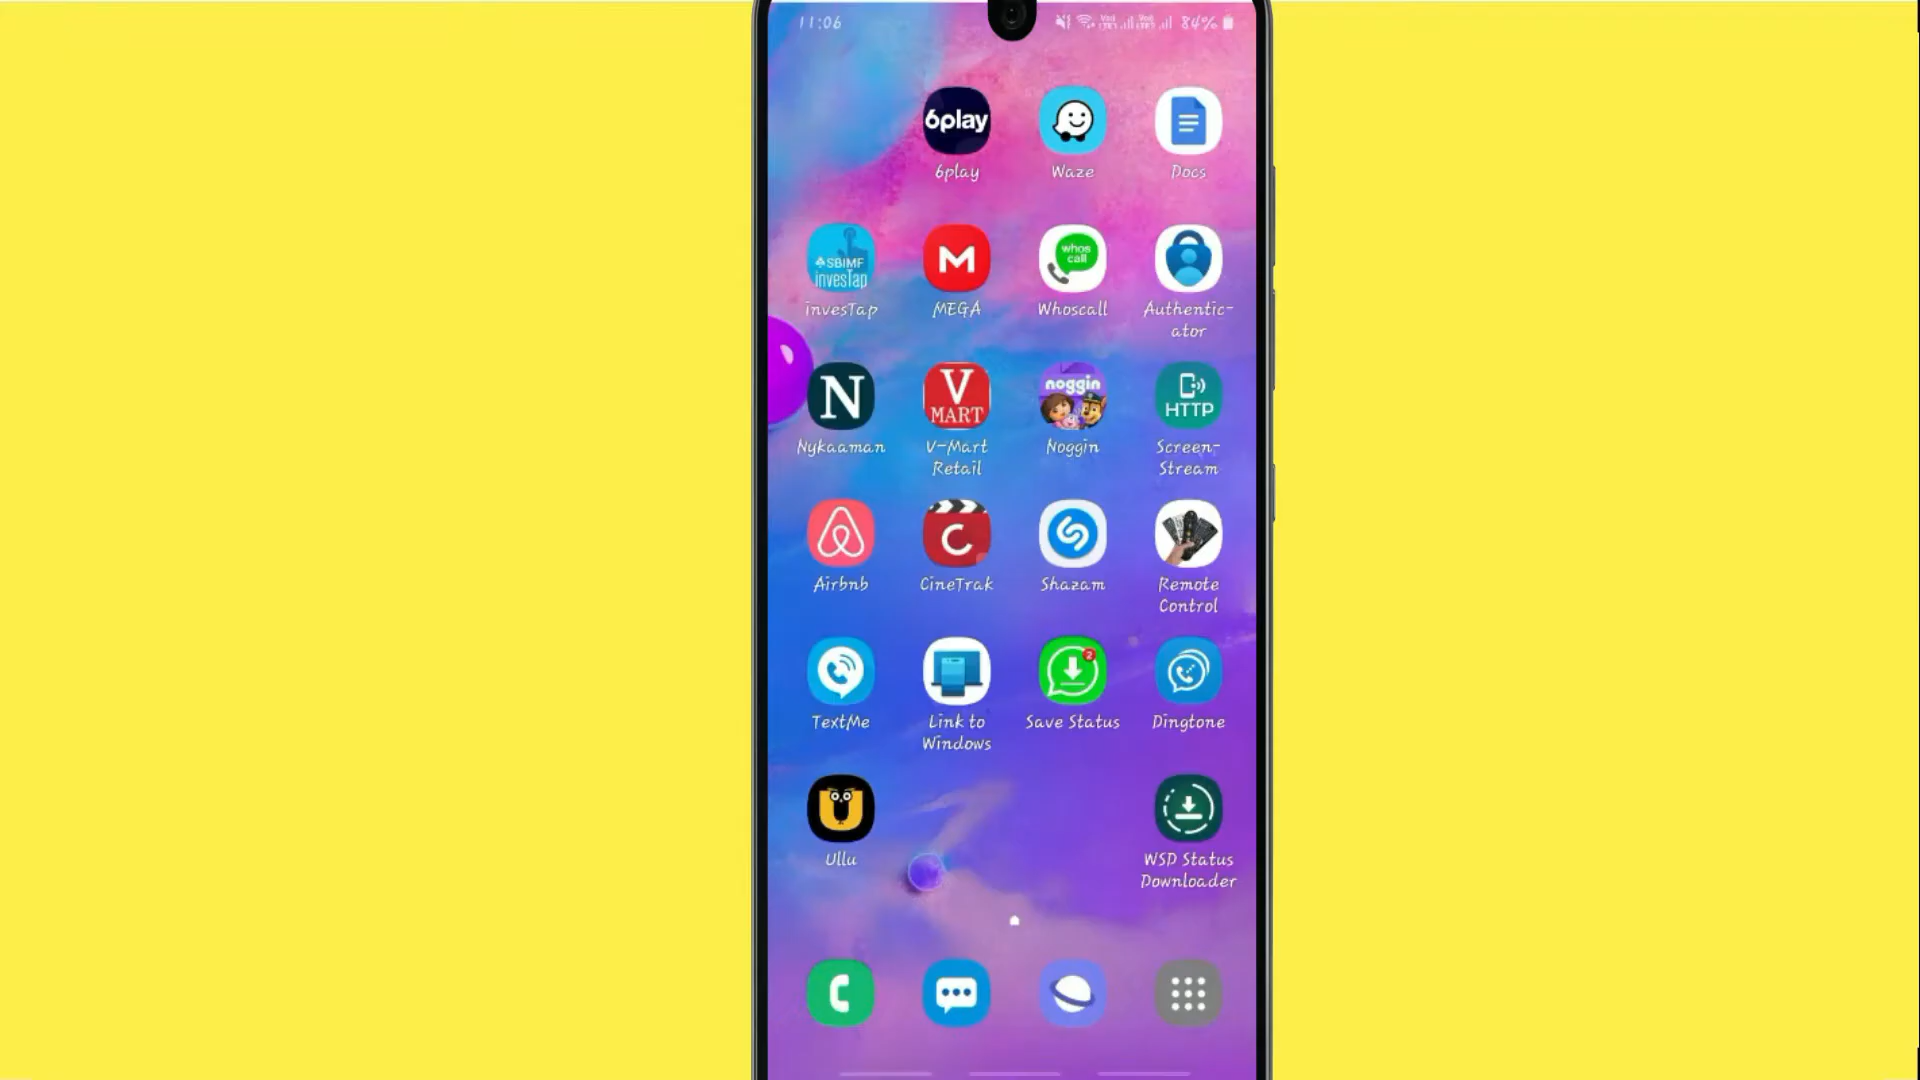 11:06
84%
6play
6play
Waze
Docs
SBIMF
invesTap
invesTap
MEGA
whos
call
Whoscall
Authentic-
ator
N
Nykaaman
V
MART
V-Mart
Retail
noggin
Noggin
HTTP
Screen-
Stream
Airbnb
C
CineTrak
Shazam
Remote
Control
TextMe
Link to
Windows
2
Save Status
Dingtone
Ullu
WSD Status
Downloader